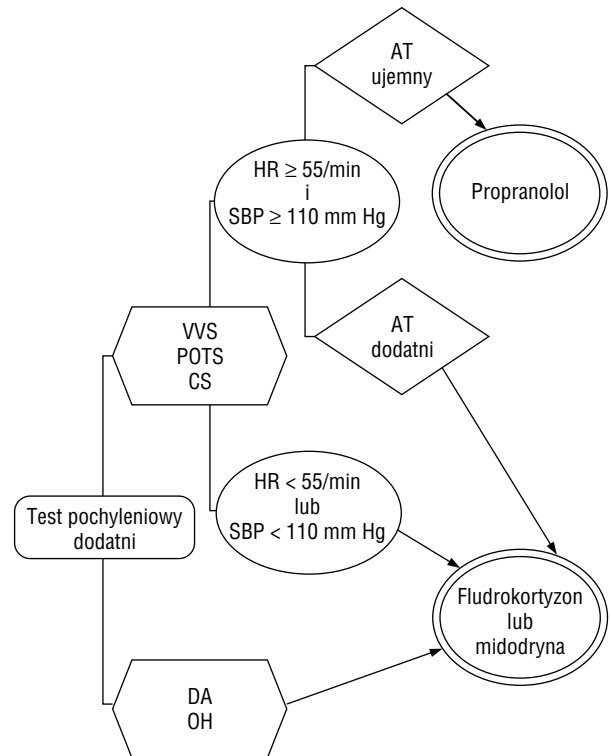 AT
ujemny
HR ≥ 55/min
i
SBP ≥ 110 mm Hg
Propranolol
VVS
POTS
CS
AT
dodatni
HR < 55/min
lub
SBP < 110 mm Hg
Test pochyleniowy
dodatni
Fludrokortyzon
lub
midodryna
DA
OH